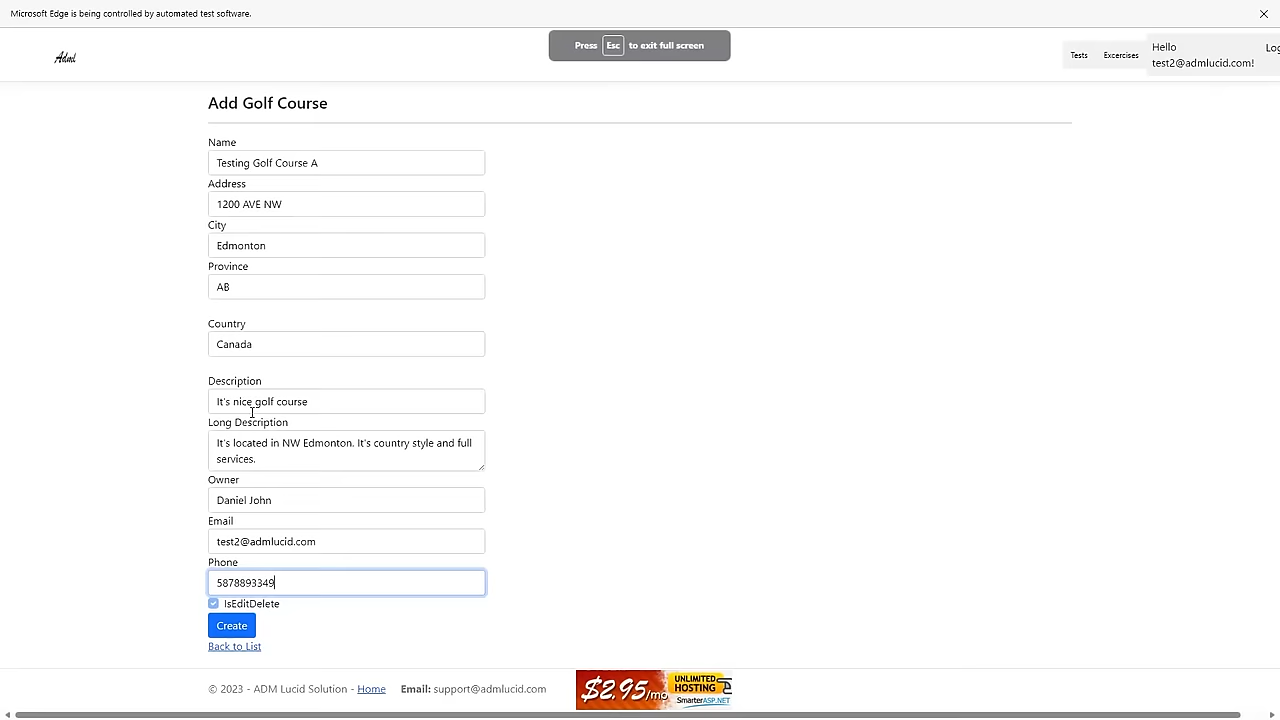 Microsoft Edge is being controlled by automated test software.
Press Esc to exit full screen
Adml
Tests Excercises Hello Log
test2@admlucid.com!
Add Golf Course
Name
Testing Golf Course A
Address
1200 AVE NW
City
Edmonton
Province
AB
Country
Canada
Description
It's nice golf course
Long Description
It's located in NW Edmonton. It's country style and full
services.
Owner
Daniel John
Email
test2@admlucid.com
Phone
5878893349
IsEditDelete
Create
Back to List
© 2023 - ADM Lucid Solution - Home Email: support@admlucid.com
$2.95/mo UNLIMITED
HOSTING
SmarterASP.NET